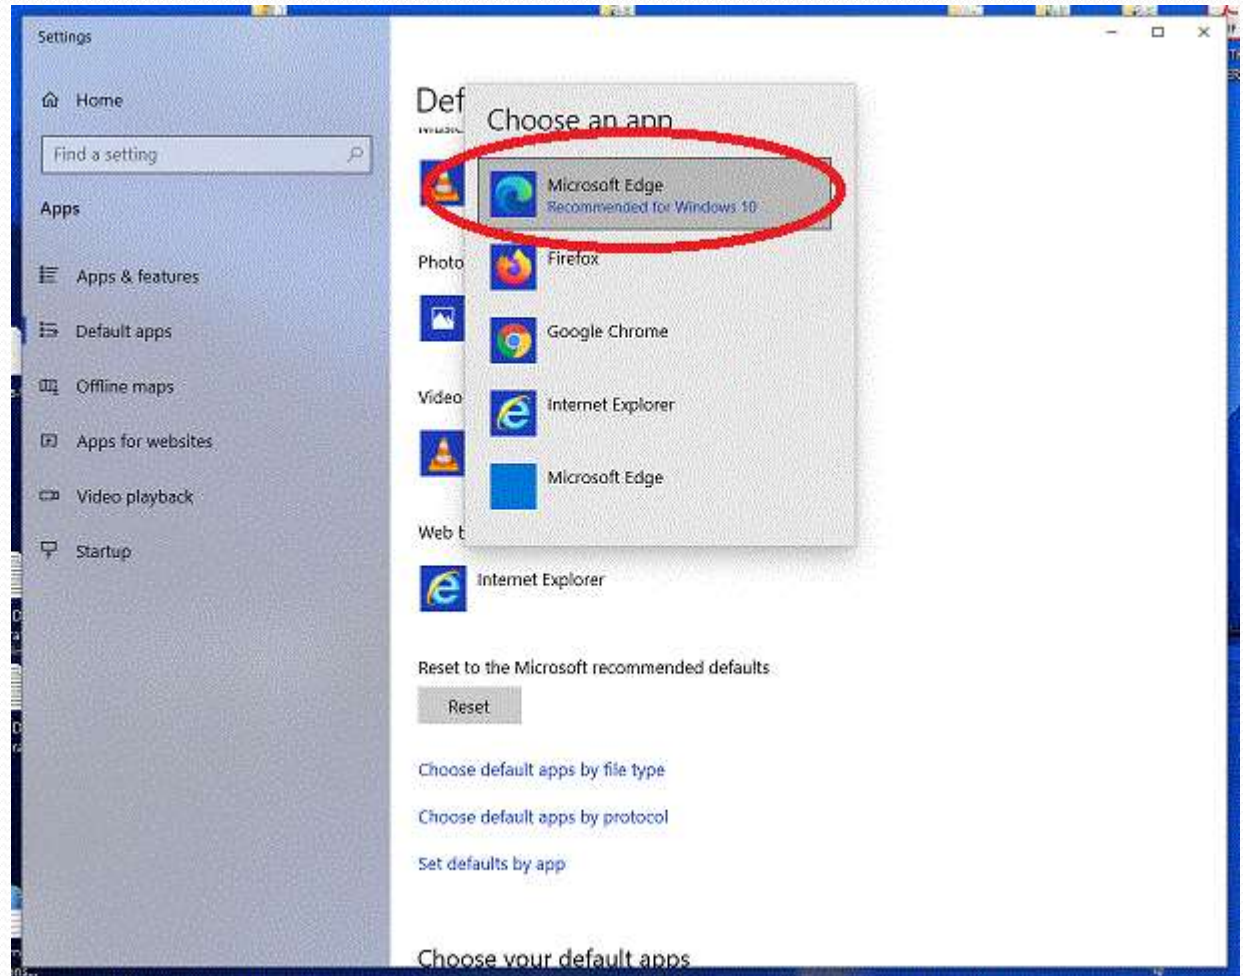 Settings
Home
Find a setting
Apps
Apps & features
Default apps
Offline maps
Apps for websites
Video playback
Startup
Def
Choose an app
Microsoft Edge
Recommended for Windows 10
Photo
Firefox
Google Chrome
Video
Internet Explorer
Microsoft Edge
Web b
Internet Explorer
Reset to the Microsoft recommended defaults
Reset
Choose default apps by file type
Choose default apps by protocol
Set defaults by app
Choose your default apps